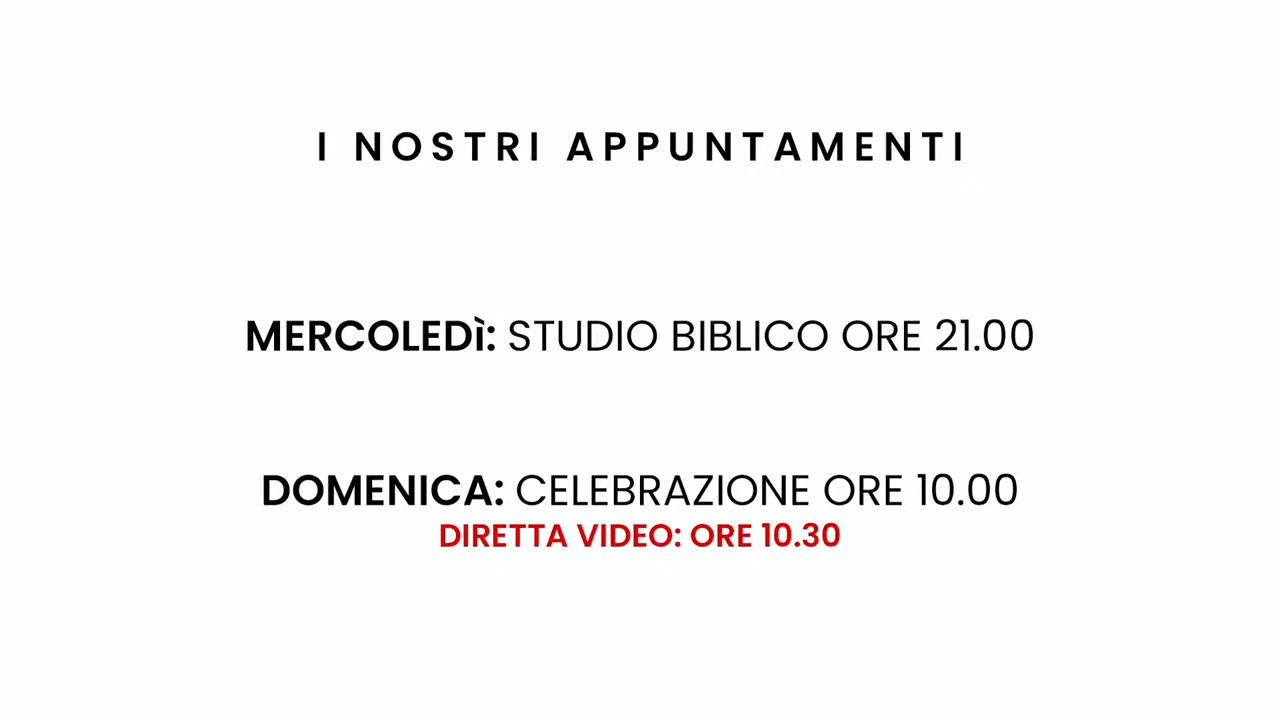 I NOSTRI APPUNTAMENTI
MERCOLEDì: STUDIO BIBLICO ORE 21.00
DOMENICA: CELEBRAZIONE ORE 10.00
DIRETTA VIDEO: ORE 10.30